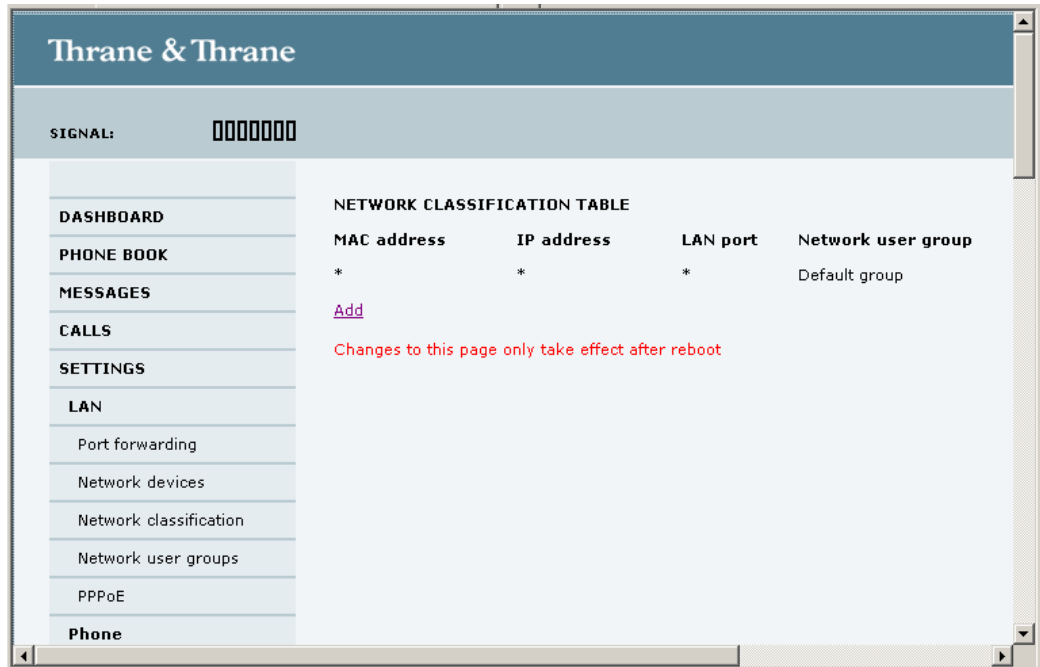 Thrane & Thrane
SIGNAL:
DASHBOARD
PHONE BOOK
MESSAGES
CALLS
SETTINGS
LAN
Port forwarding
Network devices
Network classification
Network user groups
PPPoE
Phone
NETWORK CLASSIFICATION TABLE
MAC address IP address LAN port Network user group
* * * Default group
Add
Changes to this page only take effect after reboot